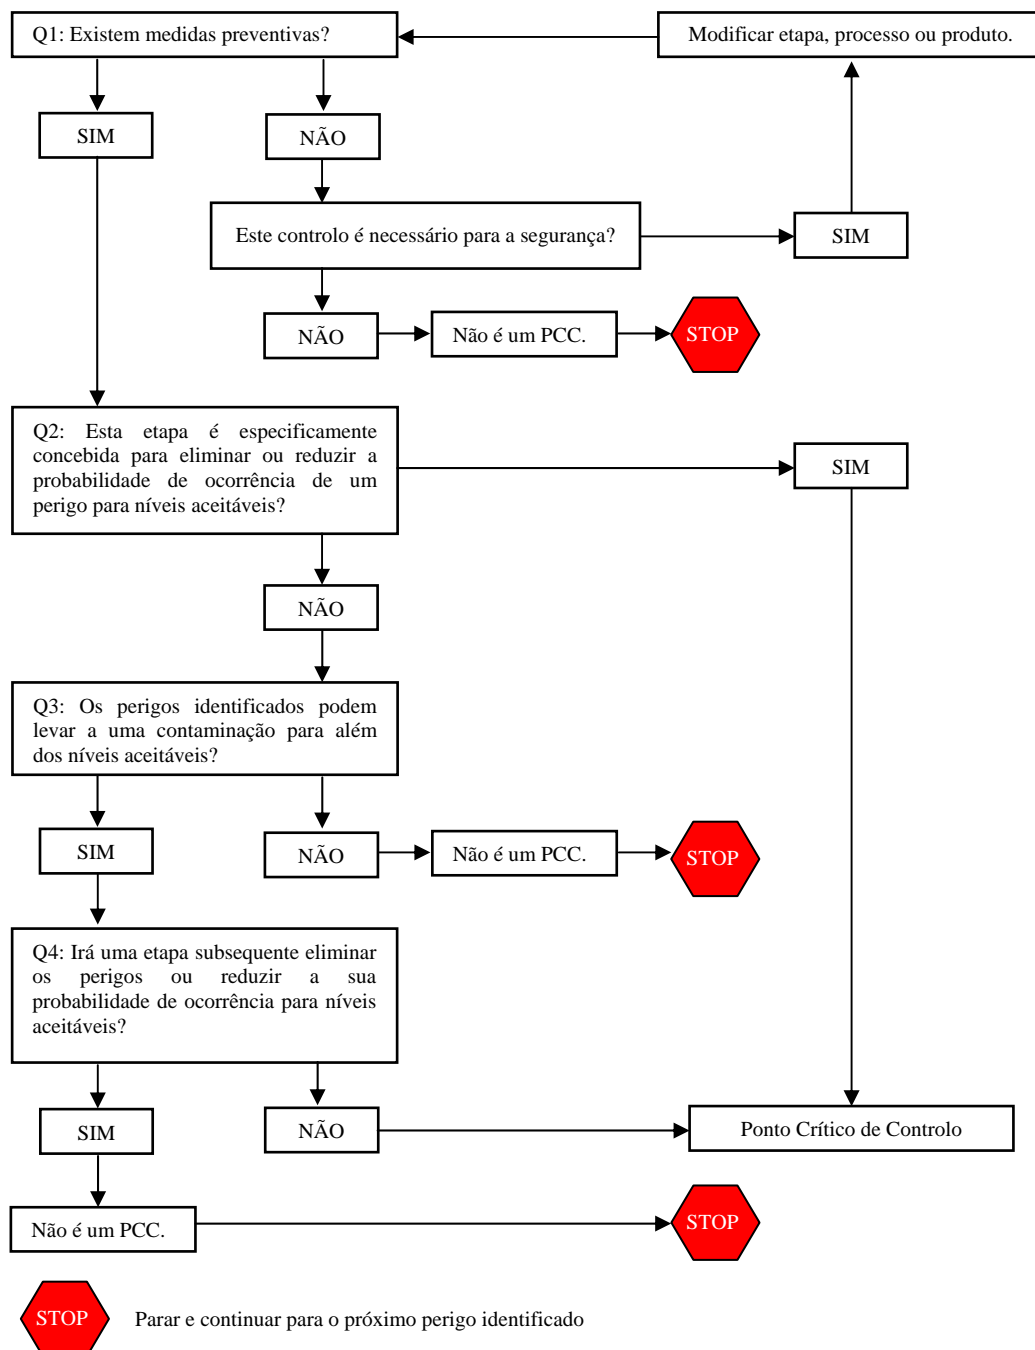 Q1: Existem medidas preventivas?
Modificar etapa, processo ou produto.
SIM
NÃO
Este controlo é necessário para a segurança?
SIM
NÃO
Não é um PCC.
STOP
Q2: Esta etapa é especificamente
concebida para eliminar ou reduzir a
probabilidade de ocorrência de um
perigo para níveis aceitáveis?
SIM
NÃO
Q3: Os perigos identificados podem
levar a uma contaminação para além
dos níveis aceitáveis?
SIM
NÃO
Não é um PCC.
STOP
Q4: Irá uma etapa subsequente eliminar
os perigos ou reduzir a sua
probabilidade de ocorrência para níveis
aceitáveis?
SIM
NÃO
Ponto Crítico de Controlo
Não é um PCC.
STOP
STOP
Parar e continuar para o próximo perigo identificado